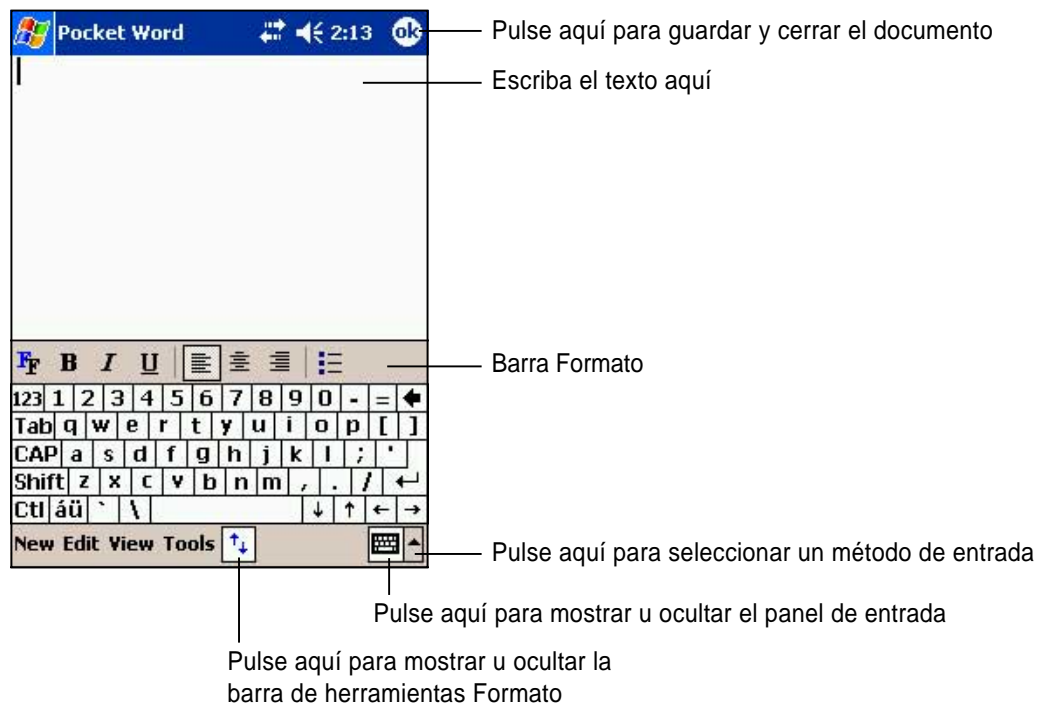 Pocket Word 2:13 ok
Pulse aquí para guardar y cerrar el documento
Escriba el texto aquí
FF B I U
Barra Formato
123 1 2 3 4 5 6 7 8 9 0 - =
Tab q w e r t y u i o p [ ]
CAP a s d f g h j k l ; '
Shift z x c v b n m , . /
Ctl áü ` \ ↓ ↑ ← →
New Edit View Tools
Pulse aquí para seleccionar un método de entrada
Pulse aquí para mostrar u ocultar el panel de entrada
Pulse aquí para mostrar u ocultar la
barra de herramientas Formato